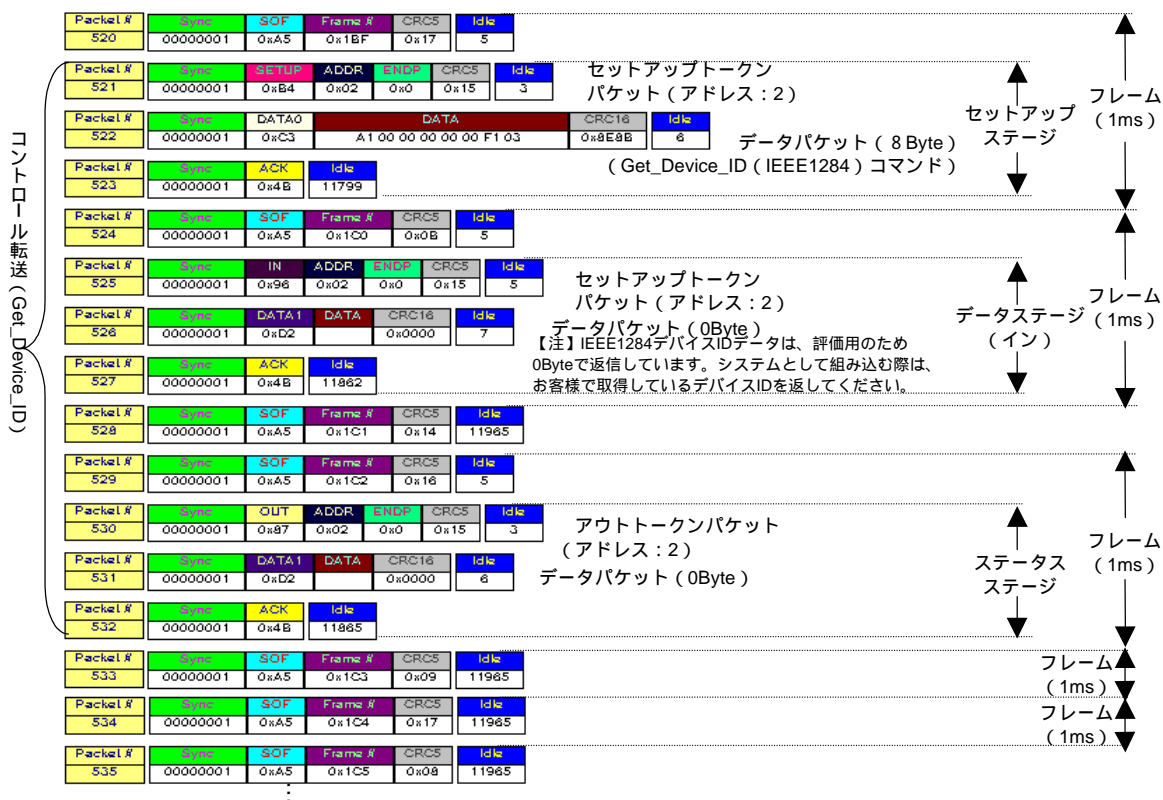 Packet # Sync SOF Frame # CRC5 Idle
520 00000001 0xA5 0x1BF 0x17 5
Packet # Sync SETUP ADDR ENDP CRC5 Idle
521 00000001 0xB4 0x02 0x0 0x15 3
セットアップトークン
パケット(アドレス:2)
Packet # Sync DATA0 DATA CRC16 Idle
522 00000001 0xC3 A1 00 00 00 00 00 F1 03 0x8E8B 6
データパケット(8 Byte)
(Get_Device_ID(IEEE1284)コマンド)
Packet # Sync ACK Idle
523 00000001 0x4B 11799
セットアップ
ステージ
フレーム
(1ms)
Packet # Sync SOF Frame # CRC5 Idle
524 00000001 0xA5 0x1C0 0x0B 5
Packet # Sync IN ADDR ENDP CRC5 Idle
525 00000001 0x96 0x02 0x0 0x15 5
セットアップトークン
パケット(アドレス:2)
Packet # Sync DATA1 DATA CRC16 Idle
526 00000001 0xD2 0x0000 7
データパケット(0Byte)
【注】IEEE1284デバイスIDデータは、評価用のため
0Byteで返信しています。システムとして組み込む際は、
お客様で取得しているデバイスIDを返してください。
Packet # Sync ACK Idle
527 00000001 0x4B 11862
データステージ
(イン)
フレーム
(1ms)
Packet # Sync SOF Frame # CRC5 Idle
528 00000001 0xA5 0x1C1 0x14 11965
Packet # Sync SOF Frame # CRC5 Idle
529 00000001 0xA5 0x1C2 0x16 5
Packet # Sync OUT ADDR ENDP CRC5 Idle
530 00000001 0x87 0x02 0x0 0x15 3
アウトトークンパケット
(アドレス:2)
Packet # Sync DATA1 DATA CRC16 Idle
531 00000001 0xD2 0x0000 6
データパケット(0Byte)
Packet # Sync ACK Idle
532 00000001 0x4B 11865
ステータス
ステージ
フレーム
(1ms)
Packet # Sync SOF Frame # CRC5 Idle
533 00000001 0xA5 0x1C3 0x09 11965
フレーム
(1ms)
Packet # Sync SOF Frame # CRC5 Idle
534 00000001 0xA5 0x1C4 0x17 11965
フレーム
(1ms)
Packet # Sync SOF Frame # CRC5 Idle
535 00000001 0xA5 0x1C5 0x08 11965
コントロール転送(Get_Device_ID)